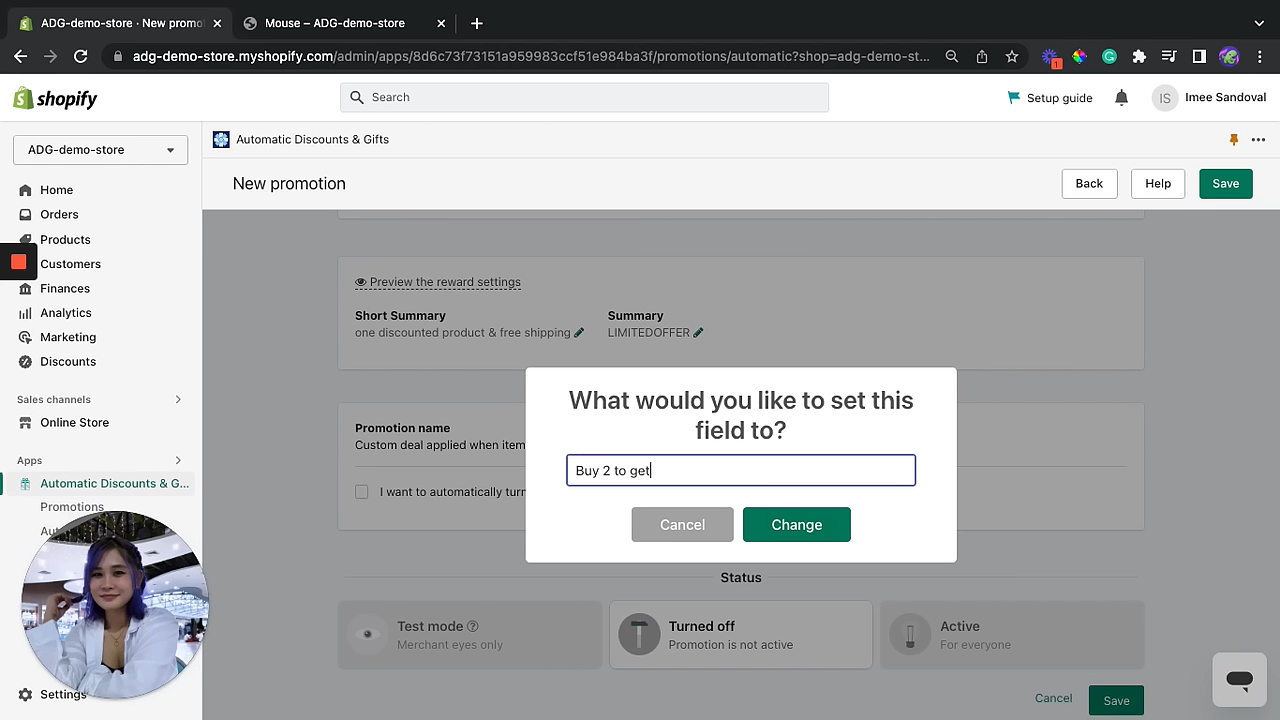 ADG-demo-store · New promo
Mouse – ADG-demo-store
adg-demo-store.myshopify.com/admin/apps/8d6c73f73151a959983ccf51e984ba3f/promotions/automatic?shop=adg-demo-st...
1
shopify
Search
Setup guide
IS
Imee Sandoval
ADG-demo-store
Automatic Discounts & Gifts
New promotion
Back
Help
Save
Home
Orders
Products
Customers
Finances
Analytics
Marketing
Discounts
Sales channels
Online Store
Apps
Automatic Discounts & G...
Promotions
Settings
Preview the reward settings
Short Summary
Summary
one discounted product & free shipping
LIMITEDOFFER
What would you like to set this
field to?
Buy 2 to get
Cancel
Change
Promotion name
Custom deal applied when item
I want to automatically turn
Status
Test mode
Merchant eyes only
Turned off
Promotion is not active
Active
For everyone
Cancel
Save